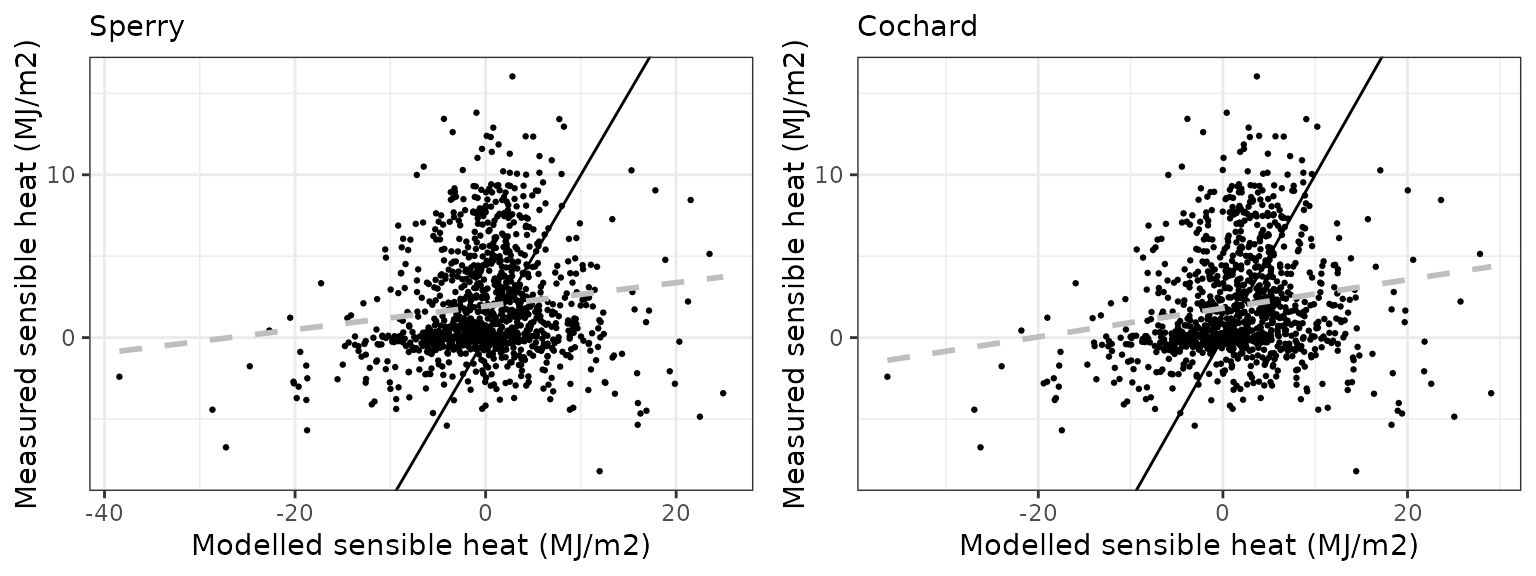 Sperry
Measured sensible heat (MJ/m2)
10
0
-40 -20 0 20
Modelled sensible heat (MJ/m2)
Cochard
Measured sensible heat (MJ/m2)
10
0
-20 0 20
Modelled sensible heat (MJ/m2)